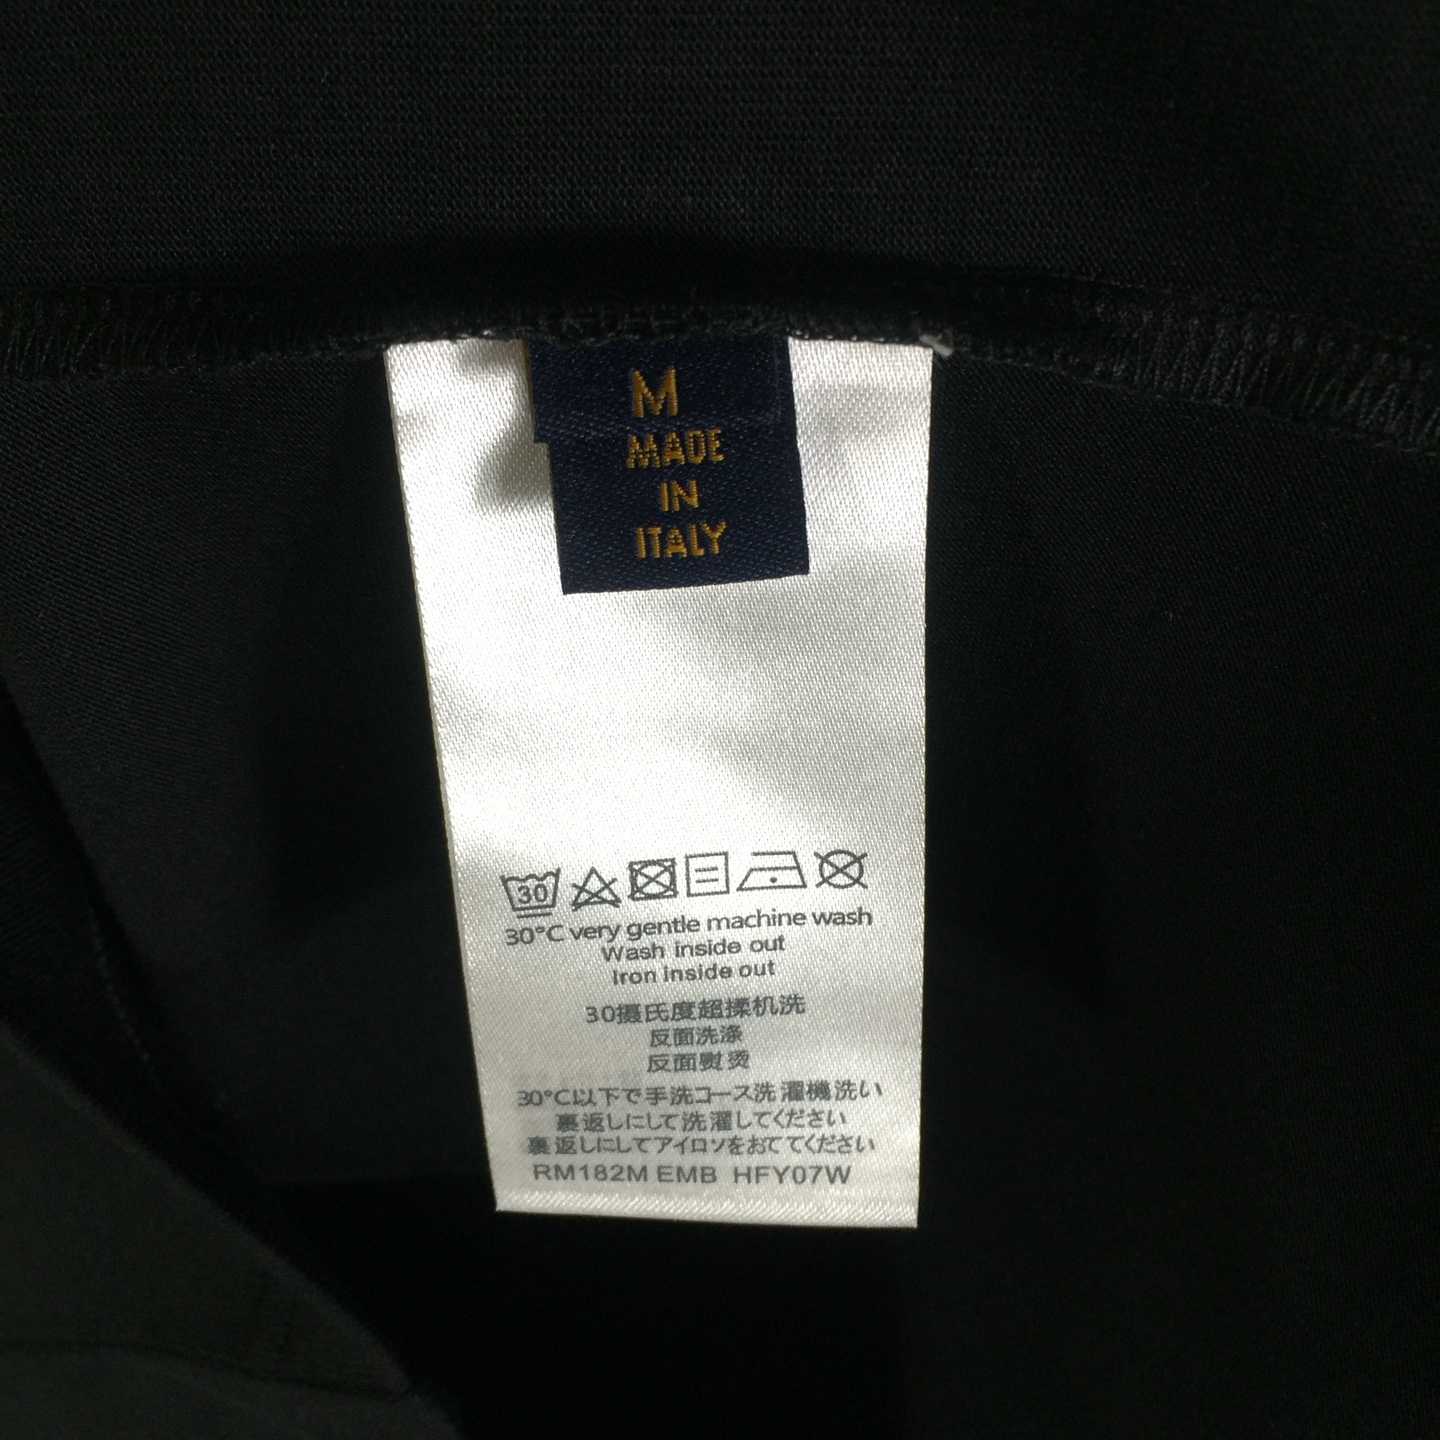 M
MADE
IN
ITALY
30
30°C very gentle machine wash
Wash inside out
Iron inside out
30摄氏度超揉机洗
反面洗涤
反面熨烫
30°C以下で手洗コース洗濯機洗い
裏返しにして洗濯してください
裏返しにしてアイロンをおててください
RM182M EMB HFY07W